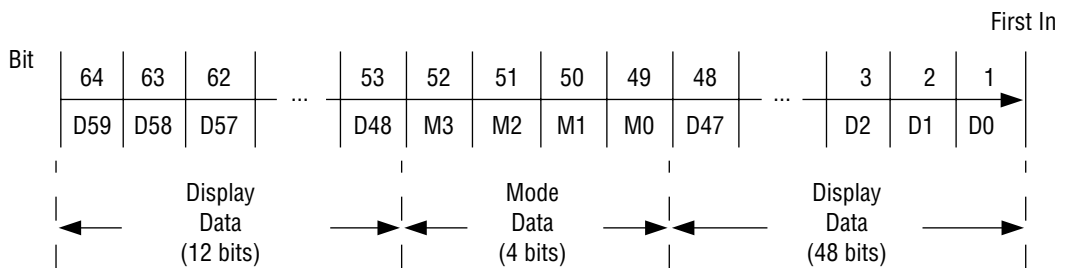 First In
Bit 64 63 62 ... 53 52 51 50 49 48 ... 3 2 1
D59 D58 D57 D48 M3 M2 M1 M0 D47 D2 D1 D0
Display Mode Display
Data Data Data
(12 bits) (4 bits) (48 bits)